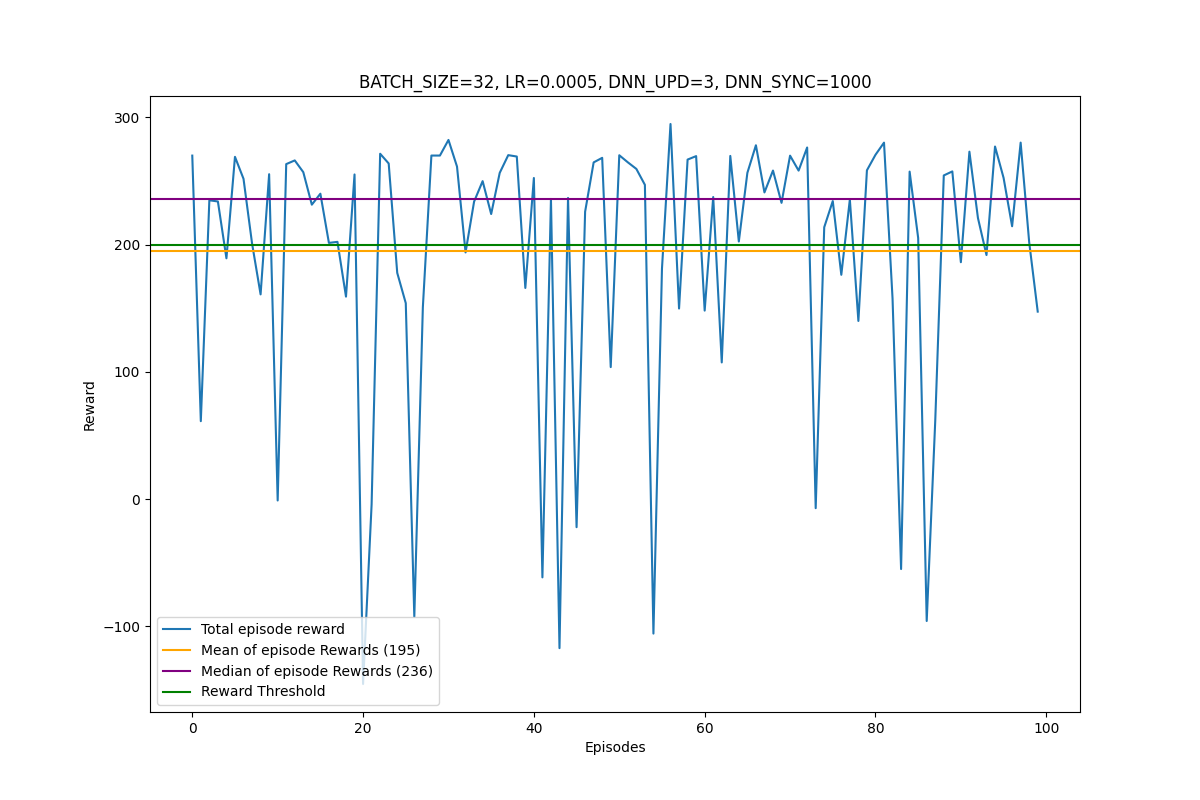 BATCH_SIZE=32, LR=0.0005, DNN_UPD=3, DNN_SYNC=1000
300
200
100
0
−100
Reward
Total episode reward
Mean of episode Rewards (195)
Median of episode Rewards (236)
Reward Threshold
0 20 40 60 80 100
Episodes